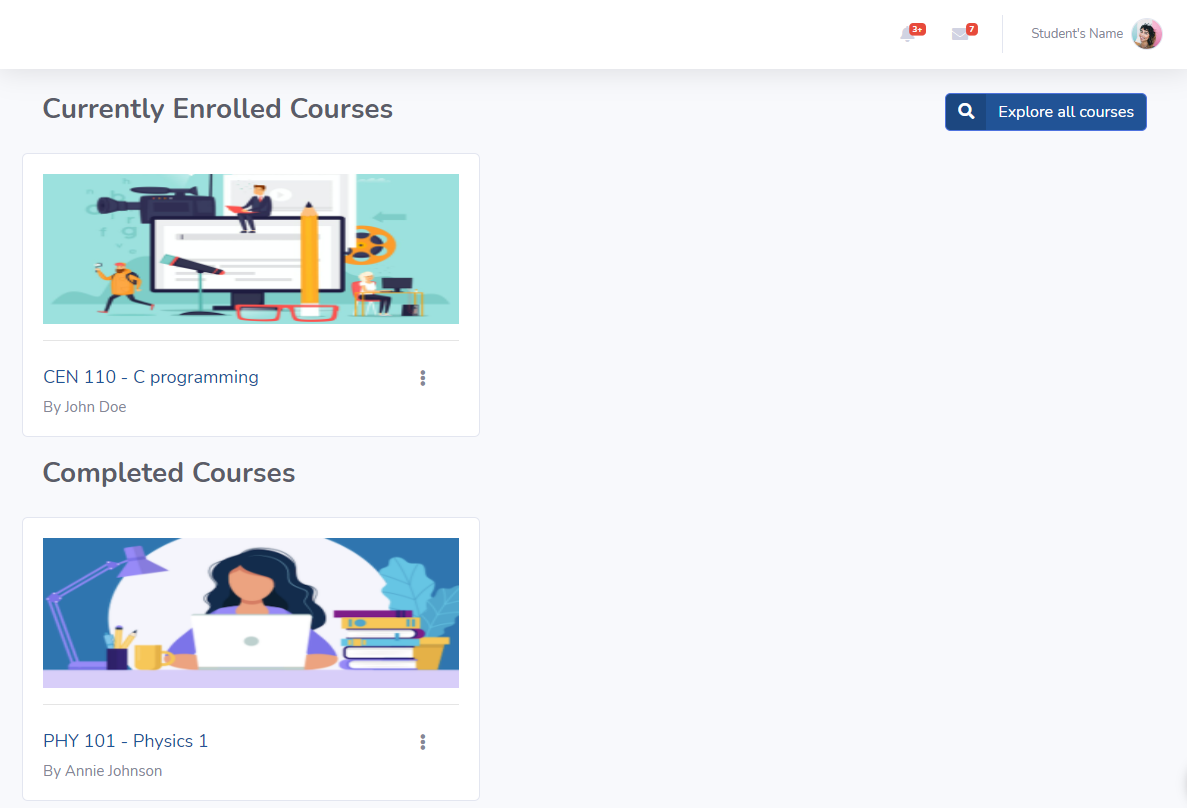 3+
7
Student's Name
Currently Enrolled Courses
Explore all courses
CEN 110 - C programming
By John Doe
Completed Courses
PHY 101 - Physics 1
By Annie Johnson